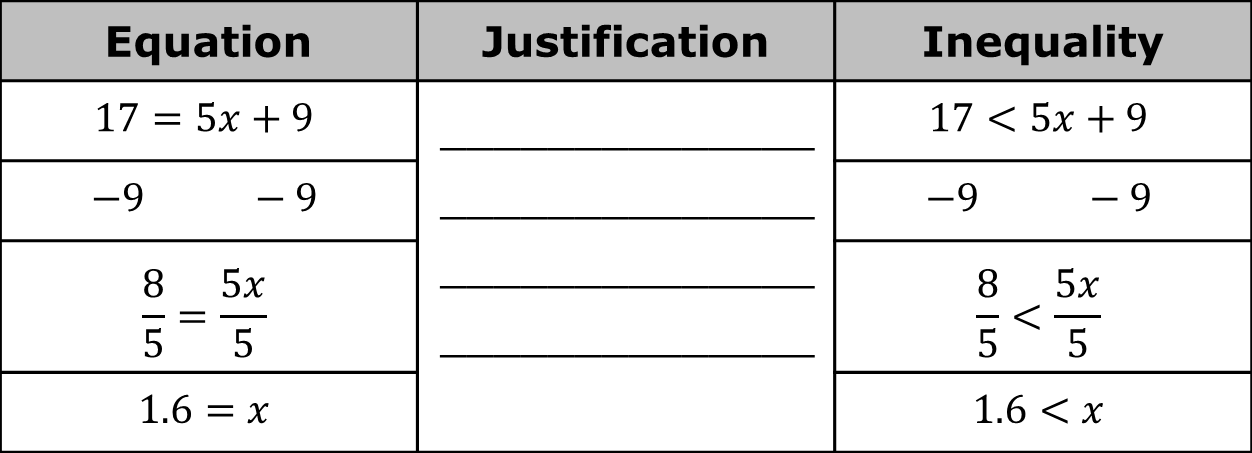 Equation Justification Inequality
17 = 5x + 9 17 < 5x + 9
−9 − 9 −9 − 9
8/5 = 5x/5 8/5 < 5x/5
1.6 = x 1.6 < x